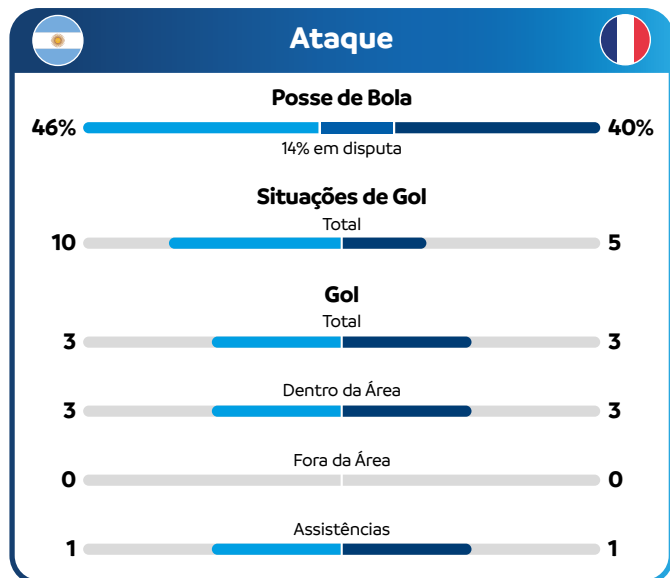 Ataque
Posse de Bola
46% 40%
14% em disputa
Situações de Gol
Total
10 5
Gol
Total
3 3
Dentro da Área
3 3
Fora da Área
0 0
Assistências
1 1